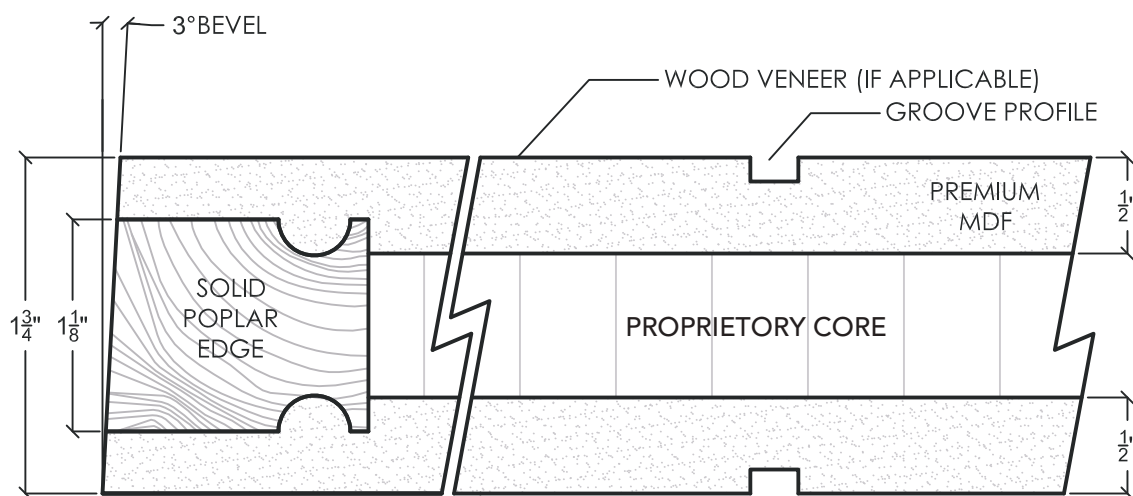 3°BEVEL
WOOD VENEER (IF APPLICABLE)
GROOVE PROFILE
PREMIUM
MDF
1/2"
SOLID
POPLAR
EDGE
1 3/4"
1 1/8"
PROPRIETORY CORE
1/2"